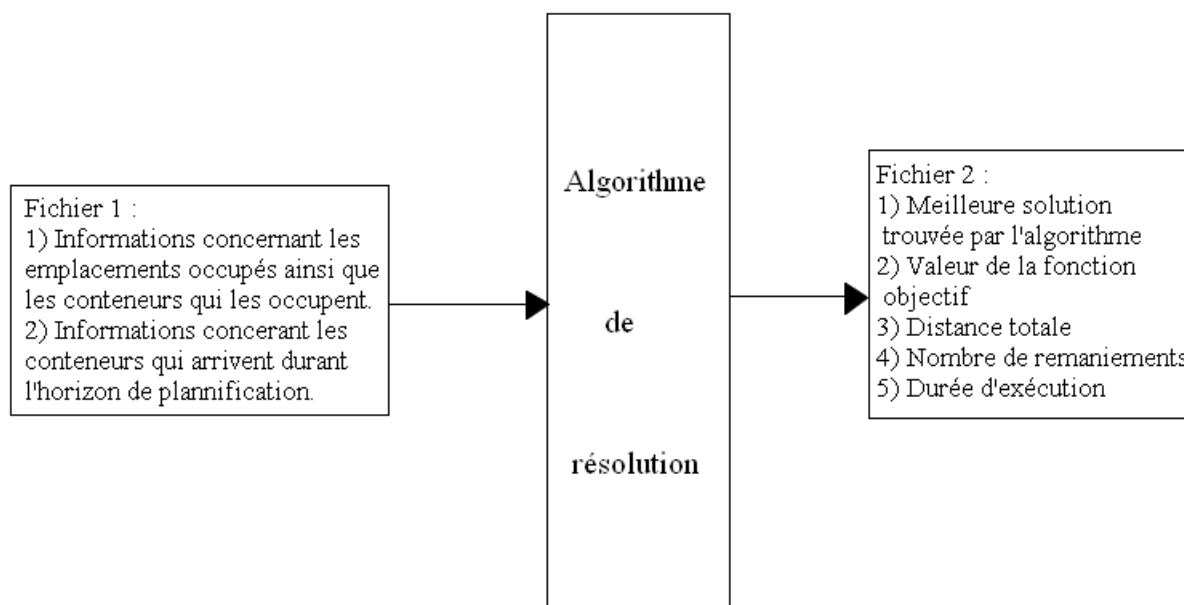 Fichier 1 :
1) Informations concernant les
emplacements occupés ainsi que
les conteneurs qui les occupent.
2) Informations concerant les
conteneurs qui arrivent durant
l'horizon de plannification.
Algorithme
de
résolution
Fichier 2 :
1) Meilleure solution
trouvée par l'algorithme
2) Valeur de la fonction
objectif
3) Distance totale
4) Nombre de remaniements
5) Durée d'exécution